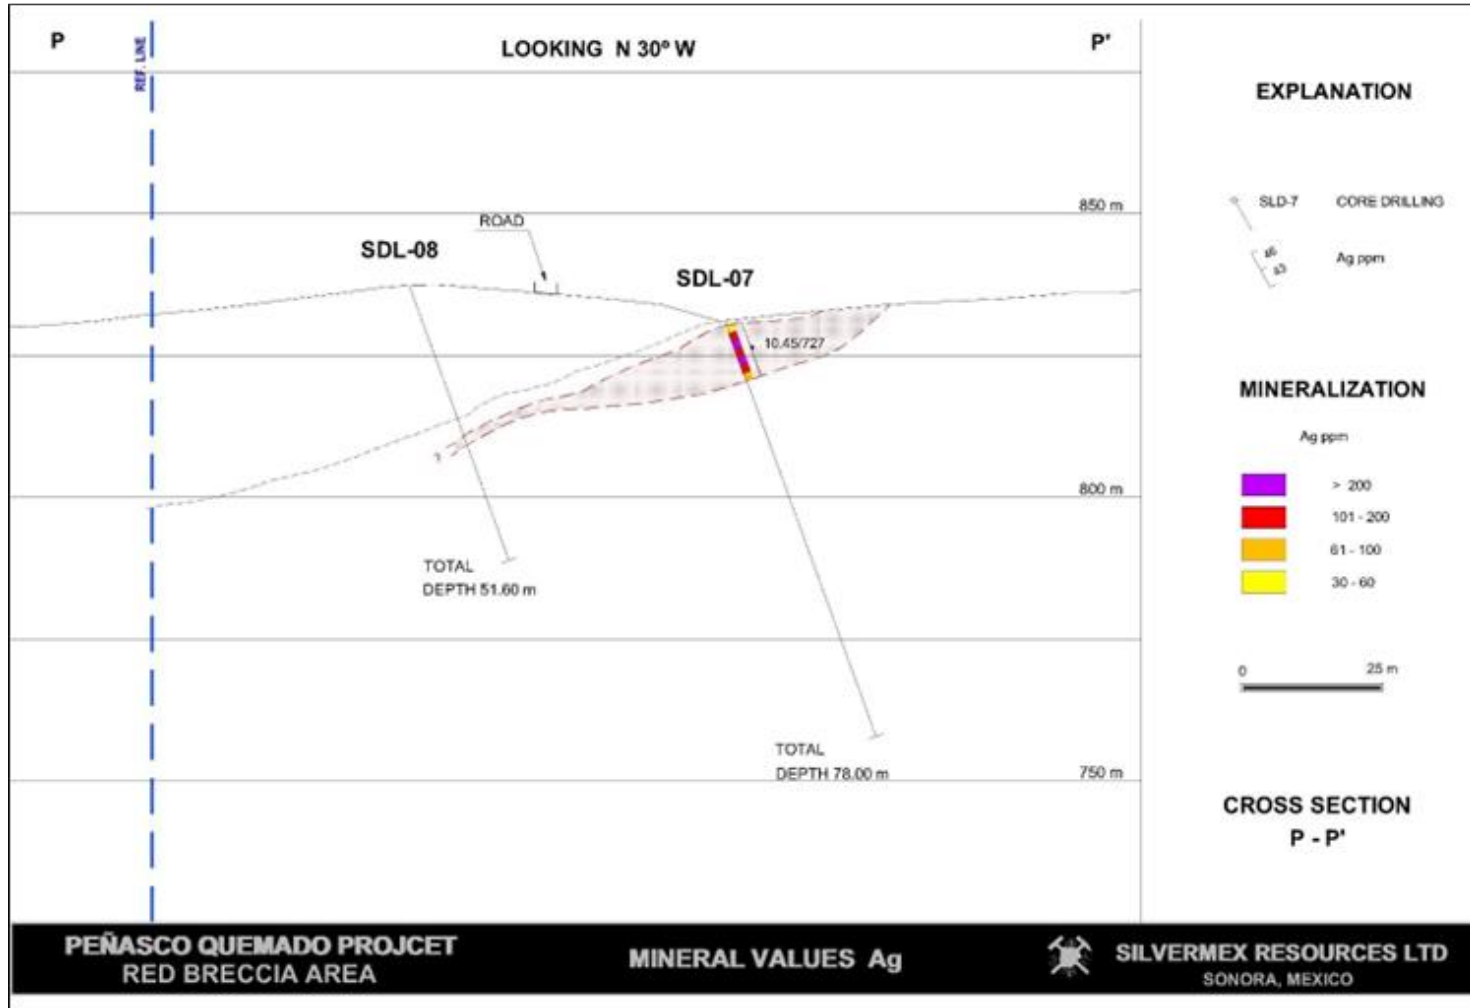 P
REF. LINE
LOOKING N 30° W
P'
850 m
ROAD
SDL-08
SDL-07
10.45/727
?
800 m
TOTAL
DEPTH 51.60 m
TOTAL
DEPTH 78.00 m
750 m
EXPLANATION
SLD-7 CORE DRILLING
46
43
Ag ppm
MINERALIZATION
Ag ppm
> 200
101 - 200
61 - 100
30 - 60
0 25 m
CROSS SECTION
P - P'
PEÑASCO QUEMADO PROJCET
RED BRECCIA AREA
MINERAL VALUES Ag
SILVERMEX RESOURCES LTD
SONORA, MEXICO